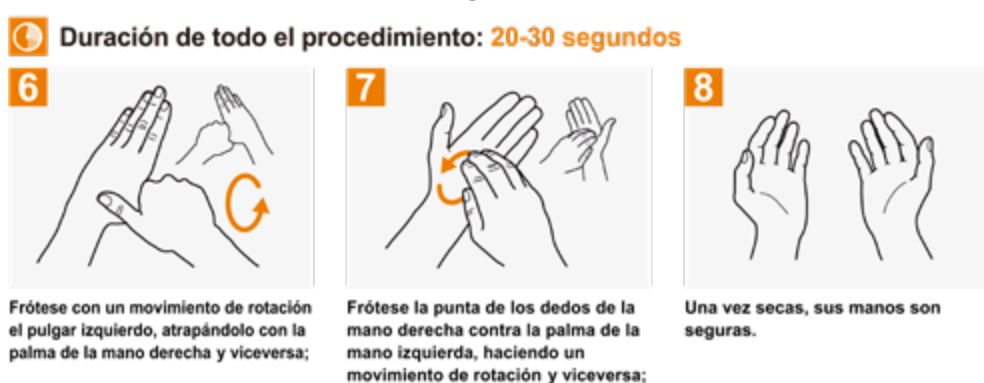 Duración de todo el procedimiento: 20-30 segundos
6
7
8
Frótese con un movimiento de rotación
el pulgar izquierdo, atrapándolo con la
palma de la mano derecha y viceversa;
Frótese la punta de los dedos de la
mano derecha contra la palma de la
mano izquierda, haciendo un
movimiento de rotación y viceversa;
Una vez secas, sus manos son
seguras.